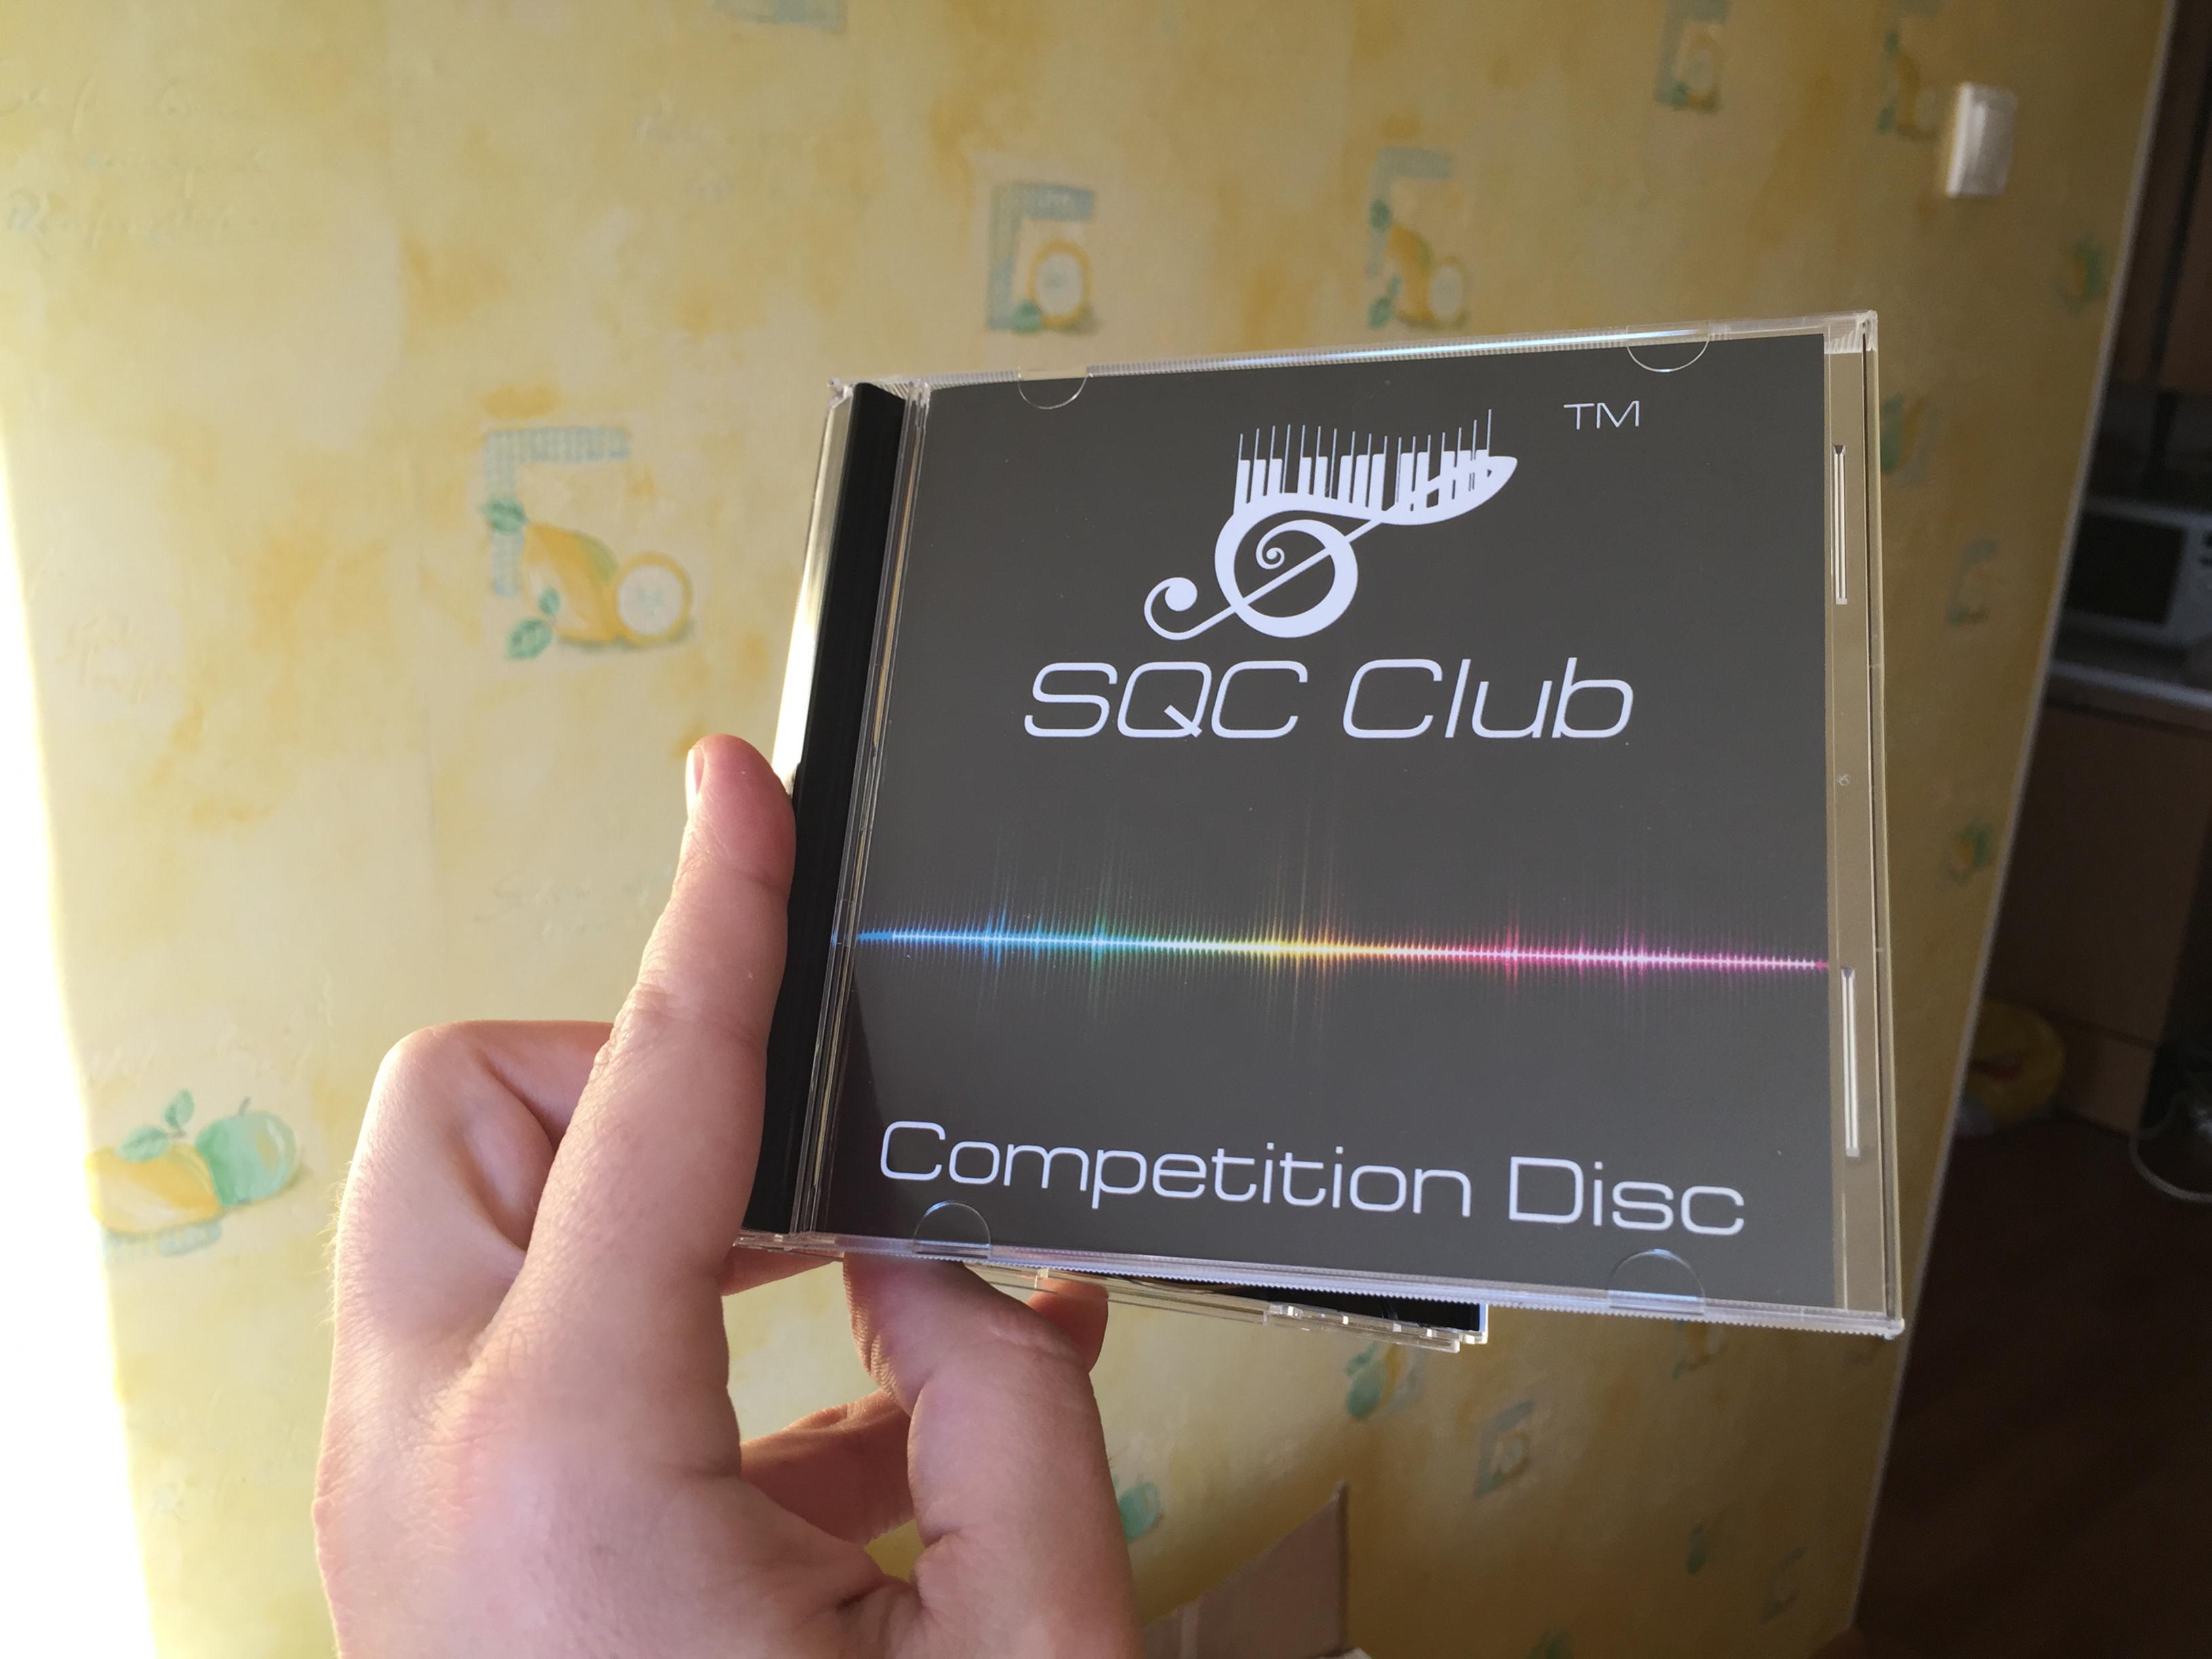 TM
SQC Club
Competition Disc